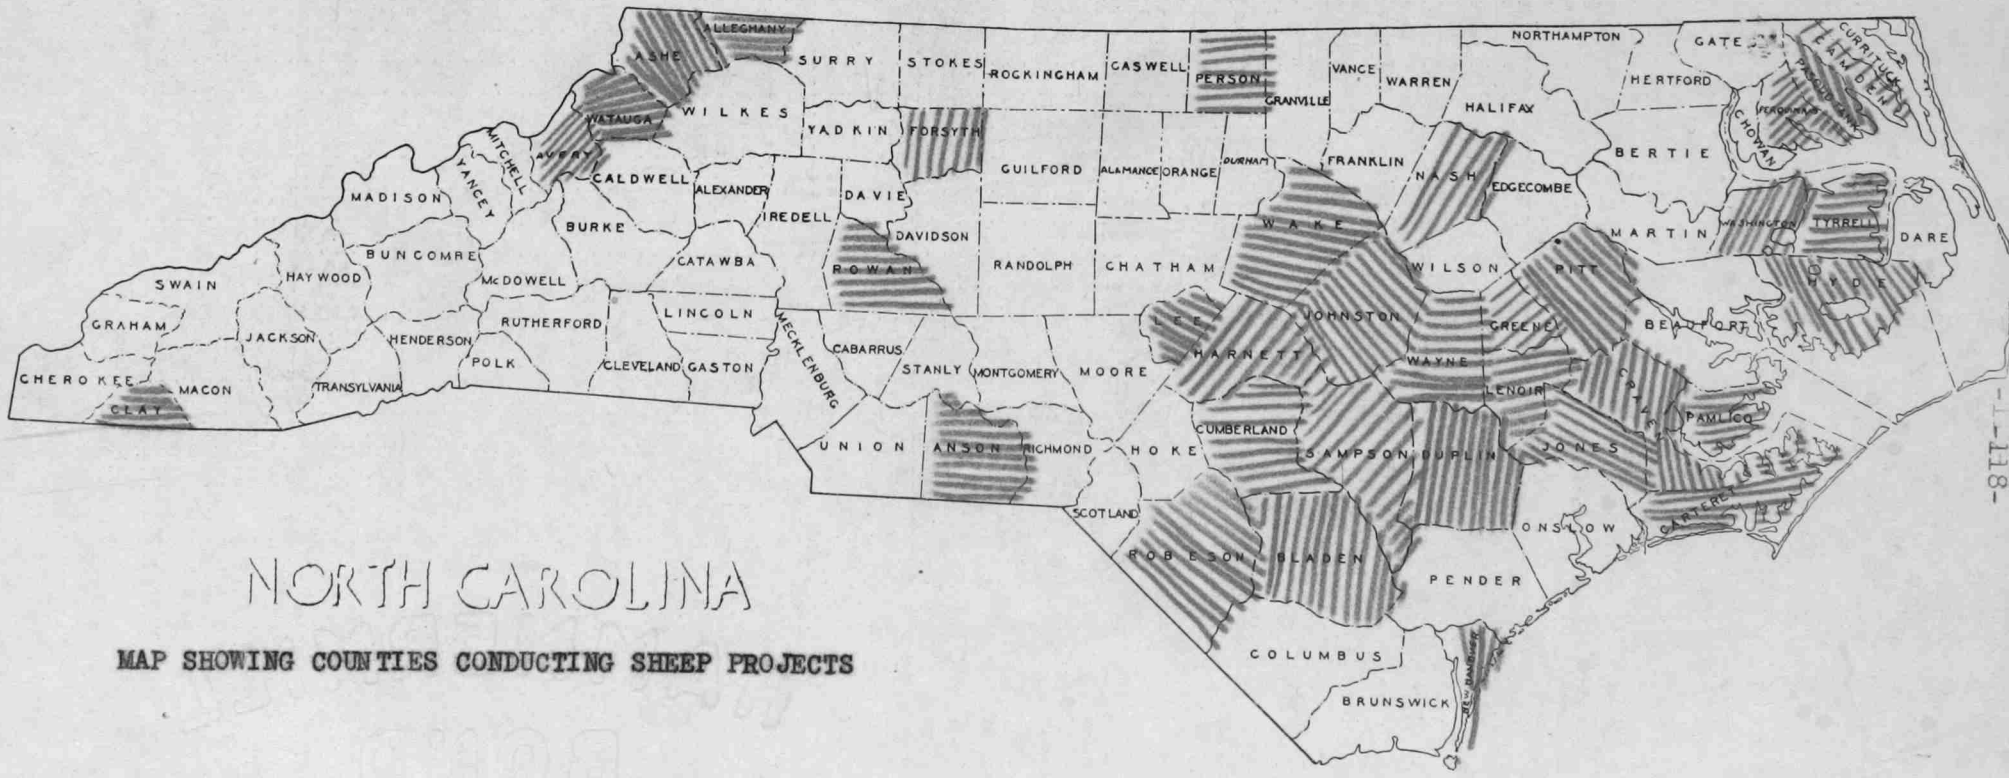 ALLEGHANY
ASHE
SURRY
STOKES
ROCKINGHAM
CASWELL
PERSON
GRANVILLE
VANCE
WARREN
NORTHAMPTON
GATE
HERTFORD
HALIFAX
CURRITUCK
CAMDEN
PASQUOTANK
PERQUIMANS
CHOWAN
WATAUGA
WILKES
YADKIN
FORSYTH
GUILFORD
ALAMANCE
ORANGE
DURHAM
FRANKLIN
NASH
EDGECOMBE
BERTIE
MITCHELL
AVERY
YANCEY
MADISON
CALDWELL
ALEXANDER
IREDELL
DAVIE
DAVIDSON
WAKE
MARTIN
WASHINGTON
TYRRELL
DARE
BURKE
BUNCOMRE
McDOWELL
CATAWBA
ROWAN
RANDOLPH
CHATHAM
WILSON
PITT
HYDE
SWAIN
HAYWOOD
GRAHAM
JACKSON
HENDERSON
RUTHERFORD
LINCOLN
MECKLENBURG
CABARRUS
STANLY
MONTGOMERY
MOORE
LEE
HARNETT
JOHNSTON
GREENE
BEAUFORT
WAYNE
CHEROKEE
CLAY
MACON
TRANSYLVANIA
POLK
CLEVELAND
GASTON
LENOIR
CRAVEN
PAMLICO
UNION
ANSON
RICHMOND
HOKE
CUMBERLAND
SAMPSON
DUPLIN
JONES
CARTERET
SCOTLAND
ROBESON
BLADEN
PENDER
ONSLOW
COLUMBUS
BRUNSWICK
NEW HANOVER
-118-
NORTH CAROLINA
MAP SHOWING COUNTIES CONDUCTING SHEEP PROJECTS